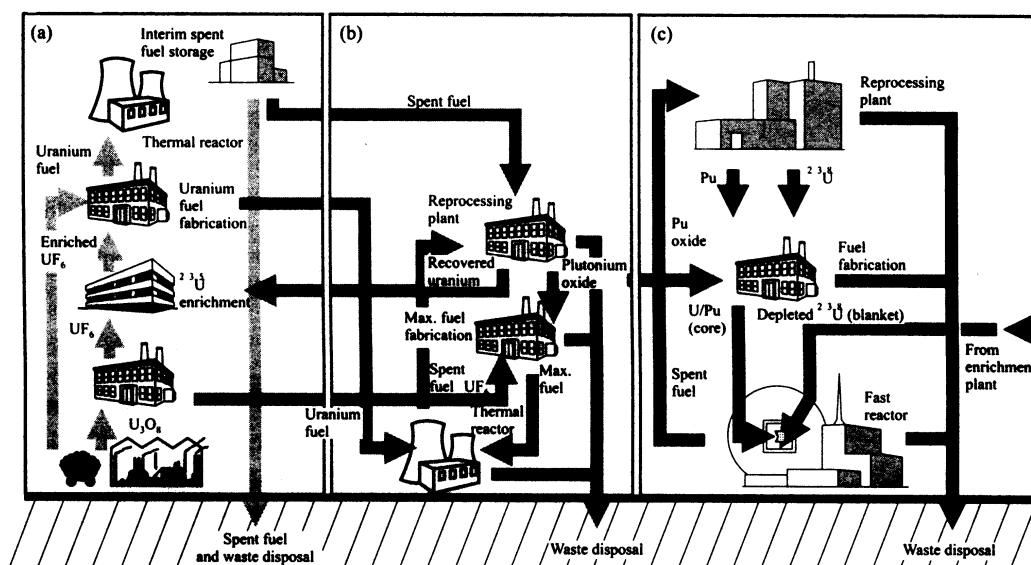 (a)
Interim spent
fuel storage
Thermal reactor
Uranium
fuel
Uranium
fuel
fabrication
Enriched
UF₆
²³⁵U
enrichment
UF₆
U₃O₈
Spent fuel
and waste disposal
(b)
Spent fuel
Reprocessing
plant
Recovered
uranium
Plutonium
oxide
Max. fuel
fabrication
Spent
fuel
UF₆
Max.
fuel
Uranium
fuel
Thermal
reactor
Waste disposal
(c)
Reprocessing
plant
Pu
²³⁸U
Pu
oxide
Fuel
fabrication
U/Pu
(core)
Depleted ²³⁸U (blanket)
From
enrichment
plant
Spent
fuel
Fast
reactor
Waste disposal